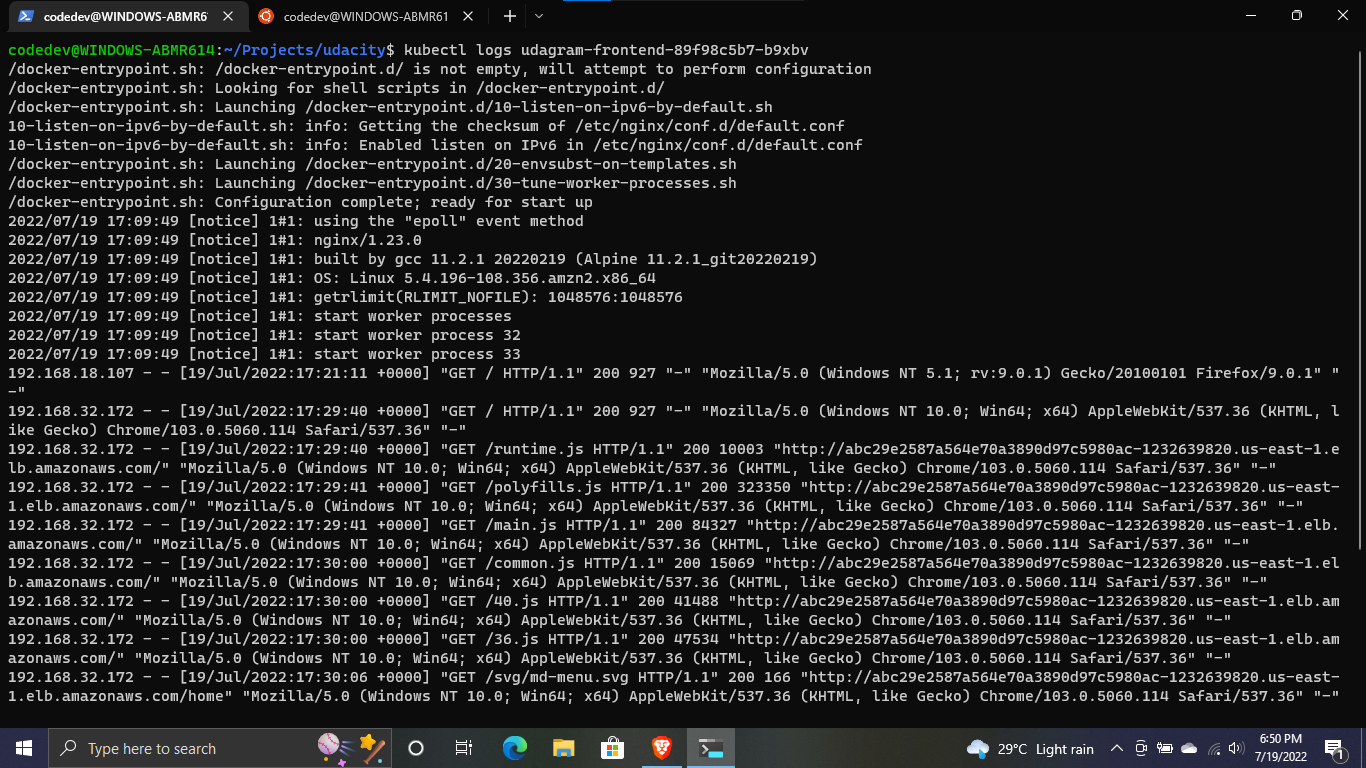 codedev@WINDOWS-ABMR6
codedev@WINDOWS-ABMR61
codedev@WINDOWS-ABMR614:~/Projects/udacity$ kubectl logs udagram-frontend-89f98c5b7-b9xbv
/docker-entrypoint.sh: /docker-entrypoint.d/ is not empty, will attempt to perform configuration
/docker-entrypoint.sh: Looking for shell scripts in /docker-entrypoint.d/
/docker-entrypoint.sh: Launching /docker-entrypoint.d/10-listen-on-ipv6-by-default.sh
10-listen-on-ipv6-by-default.sh: info: Getting the checksum of /etc/nginx/conf.d/default.conf
10-listen-on-ipv6-by-default.sh: info: Enabled listen on IPv6 in /etc/nginx/conf.d/default.conf
/docker-entrypoint.sh: Launching /docker-entrypoint.d/20-envsubst-on-templates.sh
/docker-entrypoint.sh: Launching /docker-entrypoint.d/30-tune-worker-processes.sh
/docker-entrypoint.sh: Configuration complete; ready for start up
2022/07/19 17:09:49 [notice] 1#1: using the "epoll" event method
2022/07/19 17:09:49 [notice] 1#1: nginx/1.23.0
2022/07/19 17:09:49 [notice] 1#1: built by gcc 11.2.1 20220219 (Alpine 11.2.1_git20220219)
2022/07/19 17:09:49 [notice] 1#1: OS: Linux 5.4.196-108.356.amzn2.x86_64
2022/07/19 17:09:49 [notice] 1#1: getrlimit(RLIMIT_NOFILE): 1048576:1048576
2022/07/19 17:09:49 [notice] 1#1: start worker processes
2022/07/19 17:09:49 [notice] 1#1: start worker process 32
2022/07/19 17:09:49 [notice] 1#1: start worker process 33
192.168.18.107 - - [19/Jul/2022:17:21:11 +0000] "GET / HTTP/1.1" 200 927 "-" "Mozilla/5.0 (Windows NT 5.1; rv:9.0.1) Gecko/20100101 Firefox/9.0.1" "
-"
192.168.32.172 - - [19/Jul/2022:17:29:40 +0000] "GET / HTTP/1.1" 200 927 "-" "Mozilla/5.0 (Windows NT 10.0; Win64; x64) AppleWebKit/537.36 (KHTML, l
ike Gecko) Chrome/103.0.5060.114 Safari/537.36" "-"
192.168.32.172 - - [19/Jul/2022:17:29:40 +0000] "GET /runtime.js HTTP/1.1" 200 10003 "http://abc29e2587a564e70a3890d97c5980ac-1232639820.us-east-1.e
lb.amazonaws.com/" "Mozilla/5.0 (Windows NT 10.0; Win64; x64) AppleWebKit/537.36 (KHTML, like Gecko) Chrome/103.0.5060.114 Safari/537.36" "-"
192.168.32.172 - - [19/Jul/2022:17:29:41 +0000] "GET /polyfills.js HTTP/1.1" 200 323350 "http://abc29e2587a564e70a3890d97c5980ac-1232639820.us-east-
1.elb.amazonaws.com/" "Mozilla/5.0 (Windows NT 10.0; Win64; x64) AppleWebKit/537.36 (KHTML, like Gecko) Chrome/103.0.5060.114 Safari/537.36" "-"
192.168.32.172 - - [19/Jul/2022:17:29:41 +0000] "GET /main.js HTTP/1.1" 200 84327 "http://abc29e2587a564e70a3890d97c5980ac-1232639820.us-east-1.elb.
amazonaws.com/" "Mozilla/5.0 (Windows NT 10.0; Win64; x64) AppleWebKit/537.36 (KHTML, like Gecko) Chrome/103.0.5060.114 Safari/537.36" "-"
192.168.32.172 - - [19/Jul/2022:17:30:00 +0000] "GET /common.js HTTP/1.1" 200 15069 "http://abc29e2587a564e70a3890d97c5980ac-1232639820.us-east-1.el
b.amazonaws.com/" "Mozilla/5.0 (Windows NT 10.0; Win64; x64) AppleWebKit/537.36 (KHTML, like Gecko) Chrome/103.0.5060.114 Safari/537.36" "-"
192.168.32.172 - - [19/Jul/2022:17:30:00 +0000] "GET /40.js HTTP/1.1" 200 41488 "http://abc29e2587a564e70a3890d97c5980ac-1232639820.us-east-1.elb.am
azonaws.com/" "Mozilla/5.0 (Windows NT 10.0; Win64; x64) AppleWebKit/537.36 (KHTML, like Gecko) Chrome/103.0.5060.114 Safari/537.36" "-"
192.168.32.172 - - [19/Jul/2022:17:30:00 +0000] "GET /36.js HTTP/1.1" 200 47534 "http://abc29e2587a564e70a3890d97c5980ac-1232639820.us-east-1.elb.am
azonaws.com/" "Mozilla/5.0 (Windows NT 10.0; Win64; x64) AppleWebKit/537.36 (KHTML, like Gecko) Chrome/103.0.5060.114 Safari/537.36" "-"
192.168.32.172 - - [19/Jul/2022:17:30:06 +0000] "GET /svg/md-menu.svg HTTP/1.1" 200 166 "http://abc29e2587a564e70a3890d97c5980ac-1232639820.us-east-
1.elb.amazonaws.com/home" "Mozilla/5.0 (Windows NT 10.0; Win64; x64) AppleWebKit/537.36 (KHTML, like Gecko) Chrome/103.0.5060.114 Safari/537.36" "-"
Type here to search
29°C Light rain
6:50 PM
7/19/2022
1